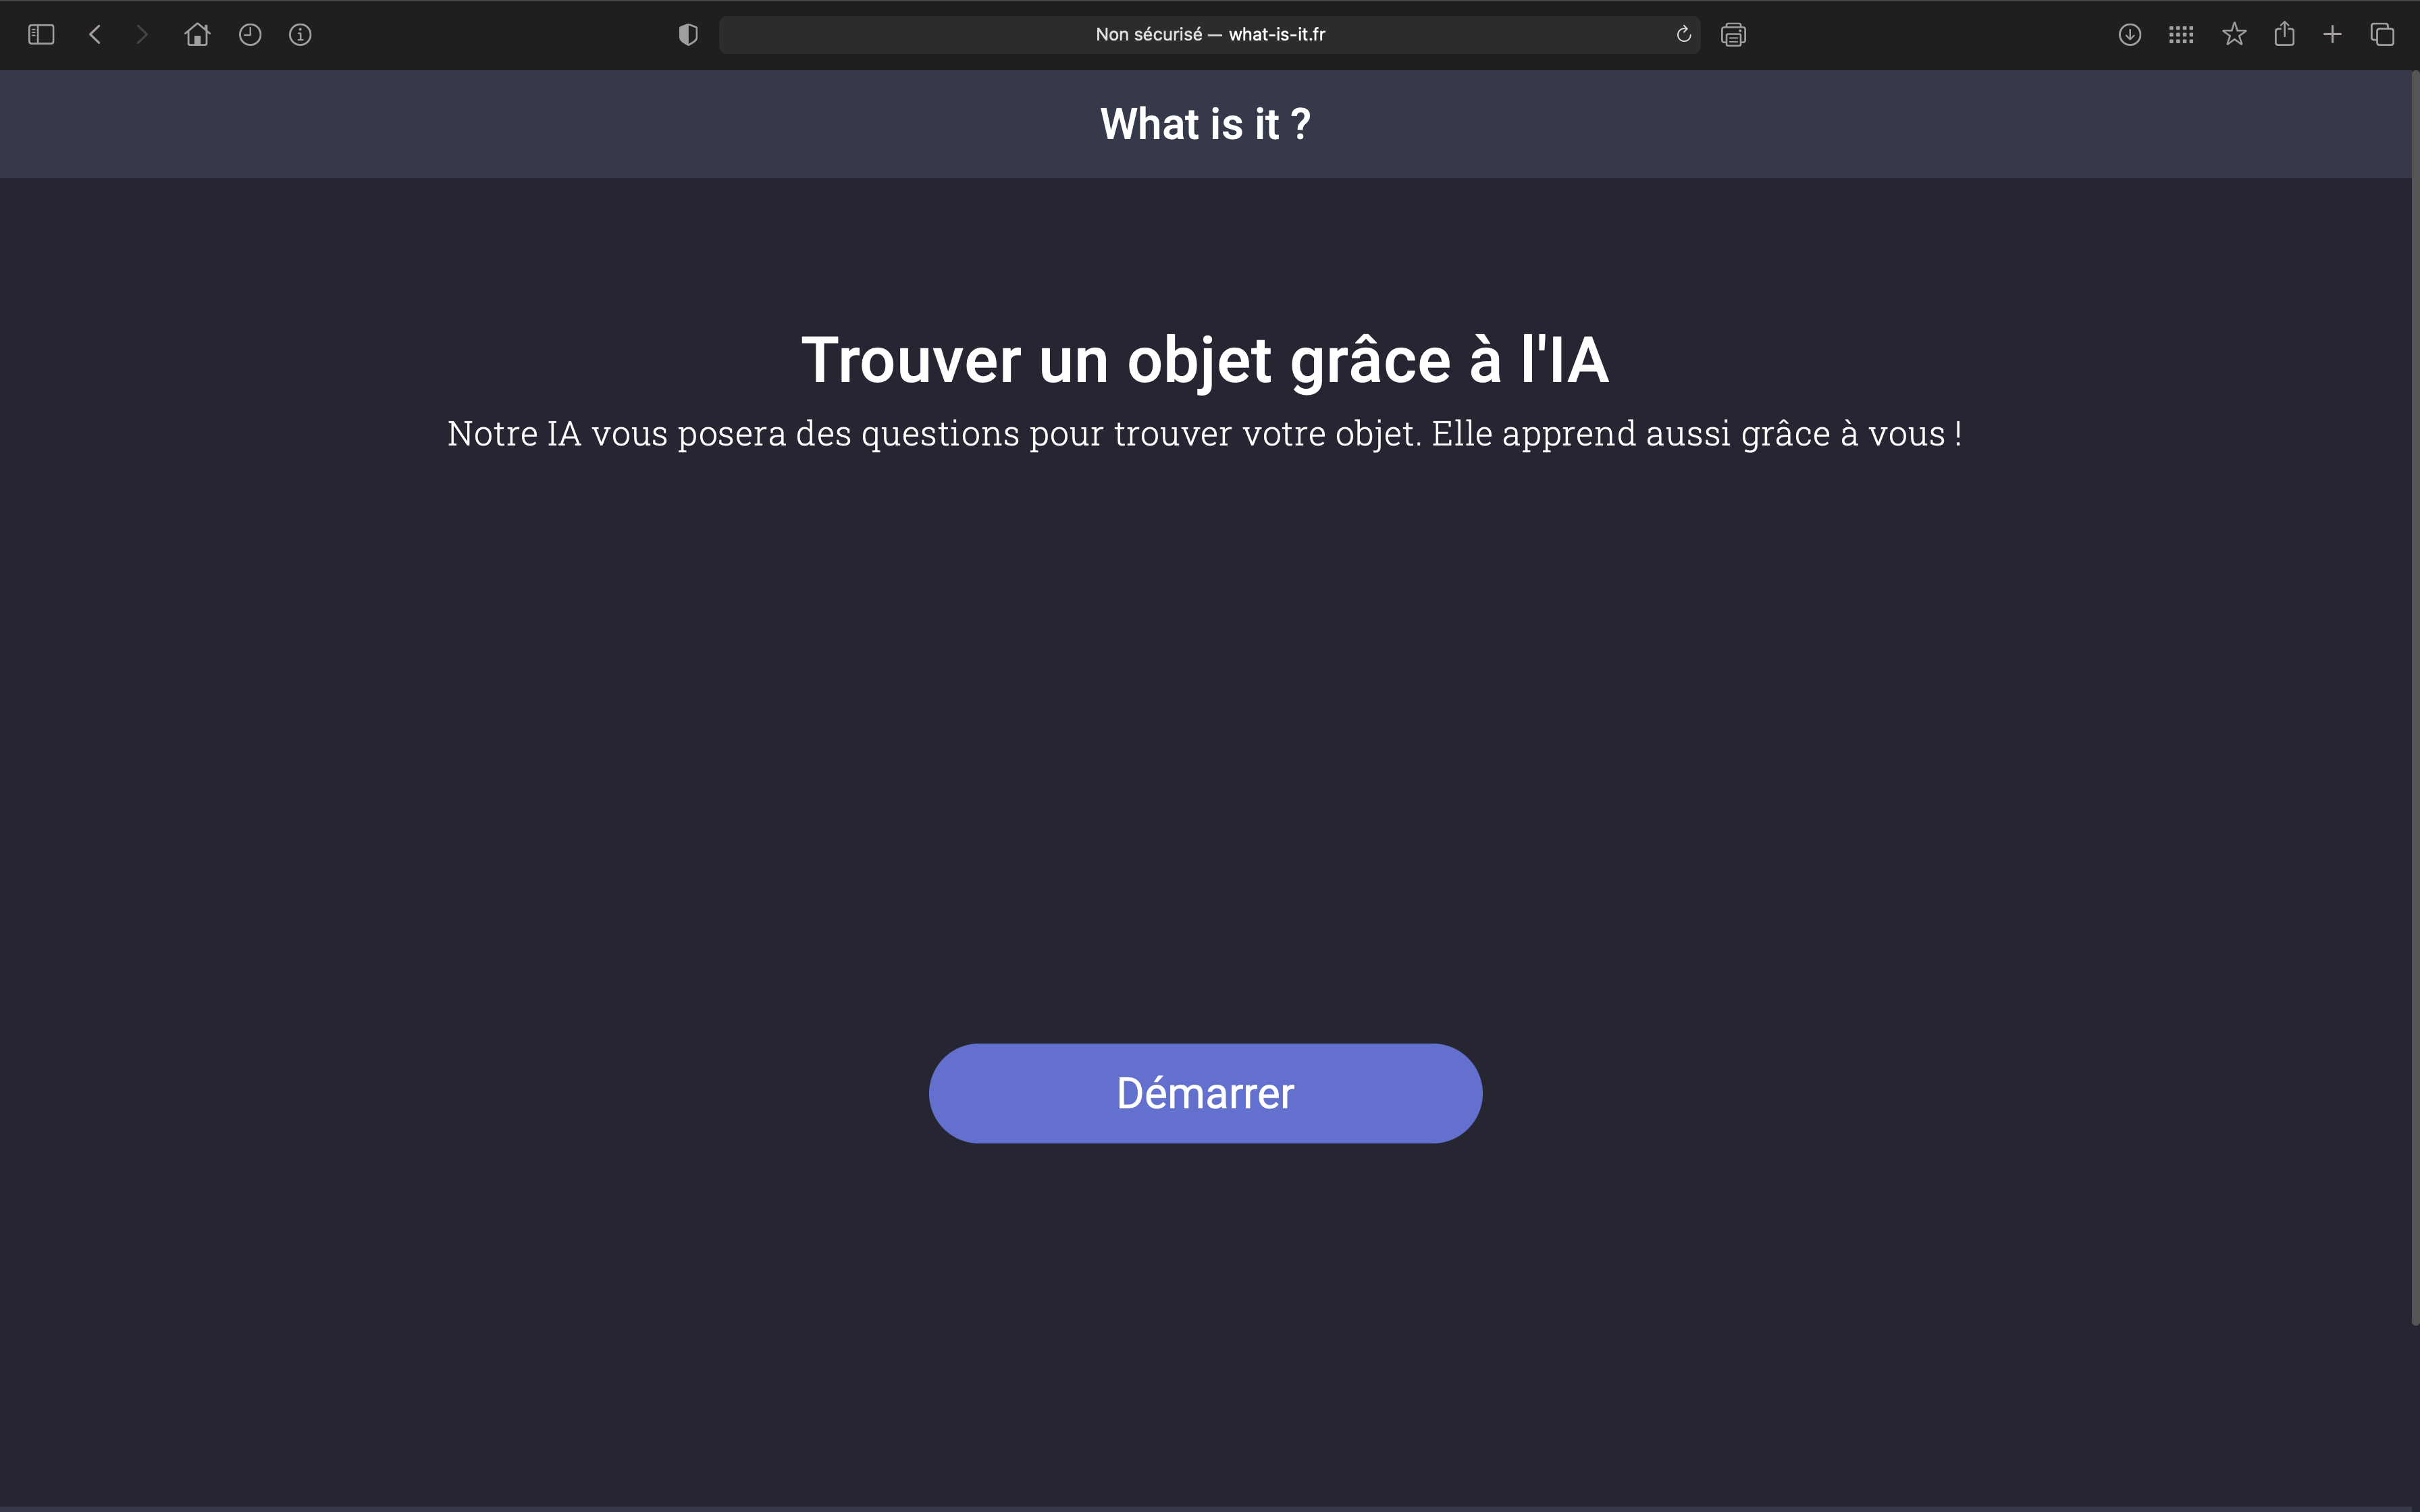 Non sécurisé — what-is-it.fr
What is it ?
Trouver un objet grâce à l'IA
Notre IA vous posera des questions pour trouver votre objet. Elle apprend aussi grâce à vous !
Démarrer